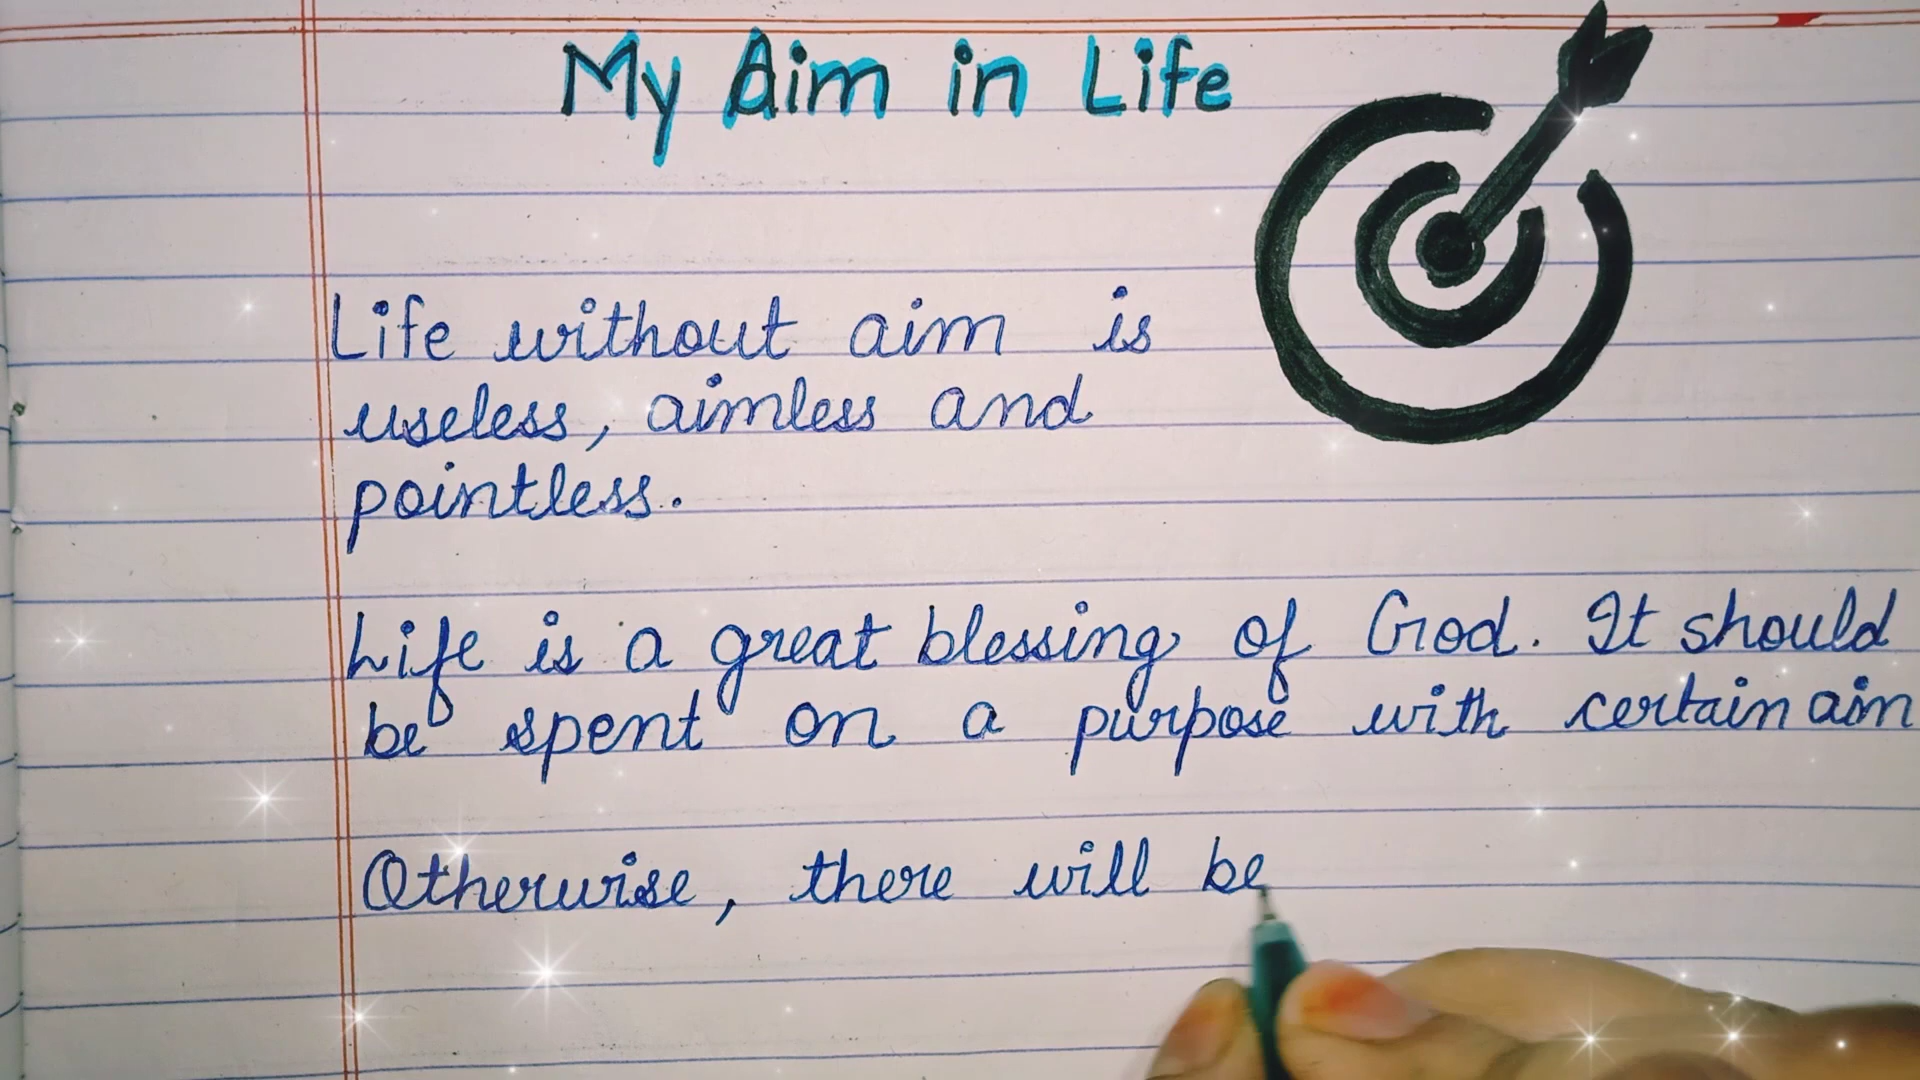 My Aim in Life
Life without aim is
useless, aimless and
pointless.
Life is a great blessing of God. It should
be spent on a purpose with certain aim
Otherwise, there will be